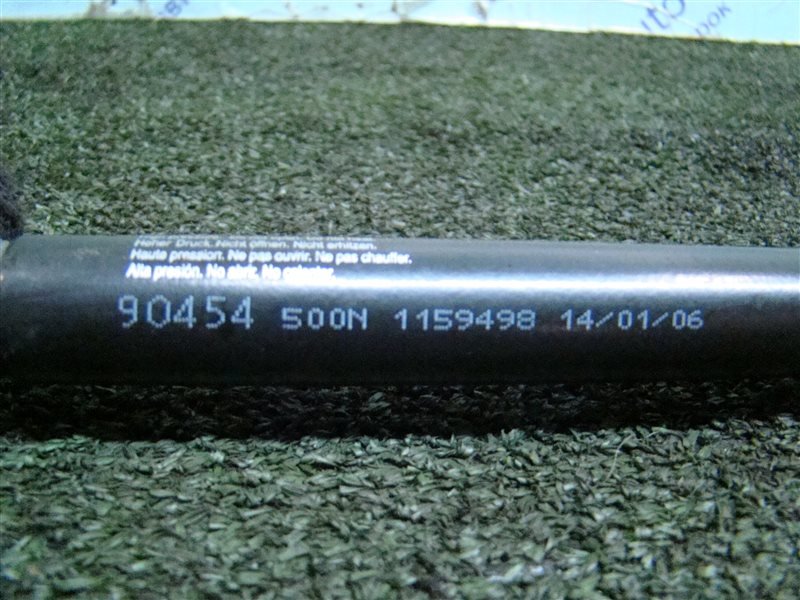 Hoher Druck. Nicht öffnen. Nicht erhitzen.
Haute pression. Ne pas ouvrir. Ne pas chauffer.
Alta presión. No abrir. No calentar.
90454 500N 1159498 14/01/06